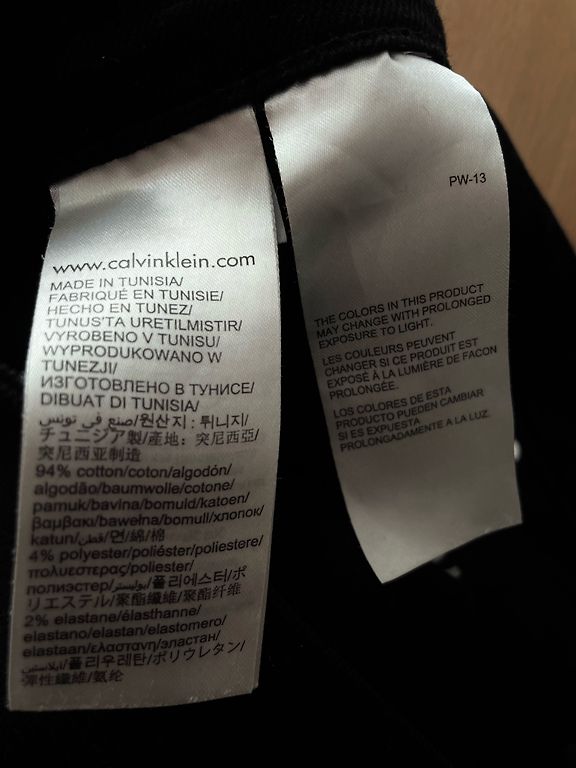 www.calvinklein.com
MADE IN TUNISIA/
FABRIQUÉ EN TUNISIE/
HECHO EN TUNEZ/
TUNUS'TA URETILMISTIR/
VYROBENO V TUNISU/
WYPRODUKOWANO W
TUNEZJI/
ИЗГОТОВЛЕНО В ТУНИСЕ/
DIBUAT DI TUNISIA/
صنع في تونس/원산지 : 튀니지/
チュニジア製/產地: 突尼西亞/
突尼西亚制造
94% cotton/coton/algodón/
algodão/baumwolle/cotone/
pamuk/bavlna/bomuld/katoen/
βαμβακι/bawełna/bomull/хлопок/
katun/قطن/면/綿/棉
4% polyester/poliéster/poliestere/
πολυεστερας/poliester/
полиэстер/بوليستر/폴리에스터/ポ
リエステル/聚酯纖維/聚酯纤维
2% elastane/élasthanne/
elastano/elastan/elastomero/
elastaan/ελαστανη/эластан/
ايلاستين/폴리우레탄/ポリウレタン/
彈性纖維/氨纶
PW-13
THE COLORS IN THIS PRODUCT
MAY CHANGE WITH PROLONGED
EXPOSURE TO LIGHT.
LES COULEURS PEUVENT
CHANGER SI CE PRODUIT EST
EXPOSÉ À LA LUMIÈRE DE FACON
PROLONGÉE.
LOS COLORES DE ESTA
PRODUCTO PUEDEN CAMBIAR
SI ES EXPUESTA
PROLONGADAMENTE A LA LUZ.